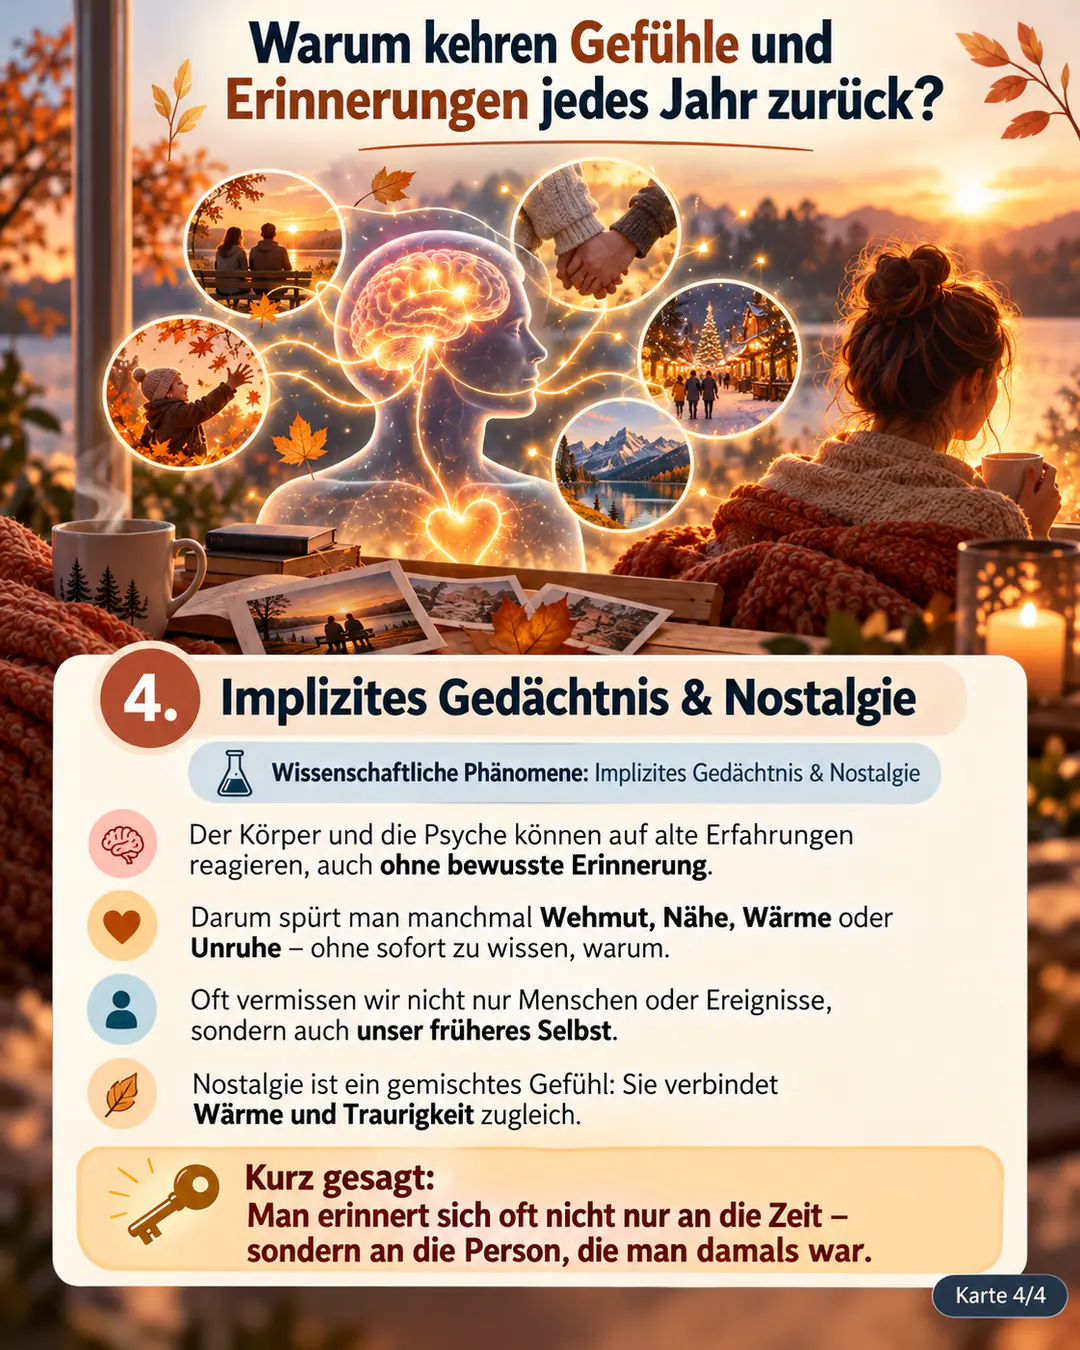 Warum kehren Gefühle und
Erinnerungen jedes Jahr zurück?
4. Implizites Gedächtnis & Nostalgie
Wissenschaftliche Phänomene: Implizites Gedächtnis & Nostalgie
Der Körper und die Psyche können auf alte Erfahrungen
reagieren, auch ohne bewusste Erinnerung.
Darum spürt man manchmal Wehmut, Nähe, Wärme oder
Unruhe – ohne sofort zu wissen, warum.
Oft vermissen wir nicht nur Menschen oder Ereignisse,
sondern auch unser früheres Selbst.
Nostalgie ist ein gemischtes Gefühl: Sie verbindet
Wärme und Traurigkeit zugleich.
Kurz gesagt:
Man erinnert sich oft nicht nur an die Zeit –
sondern an die Person, die man damals war.
Karte 4/4